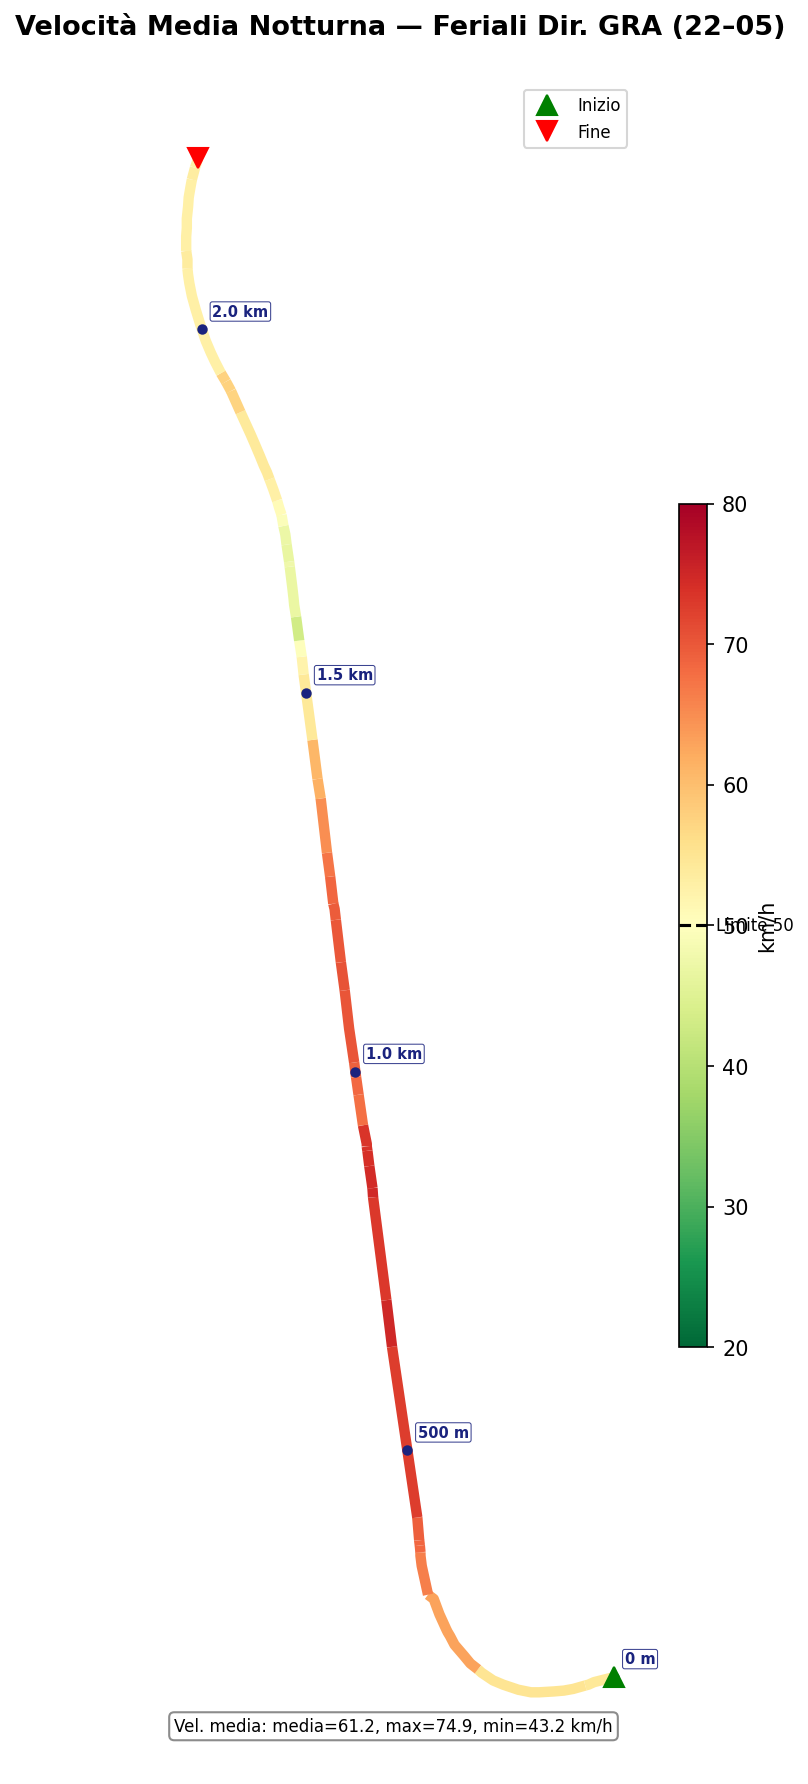 Velocità Media Notturna — Feriali Dir. GRA (22–05)
Inizio
Fine
2.0 km
80
70
1.5 km
60
50
Limite 50
km/h
1.0 km
40
30
20
500 m
0 m
Vel. media: media=61.2, max=74.9, min=43.2 km/h